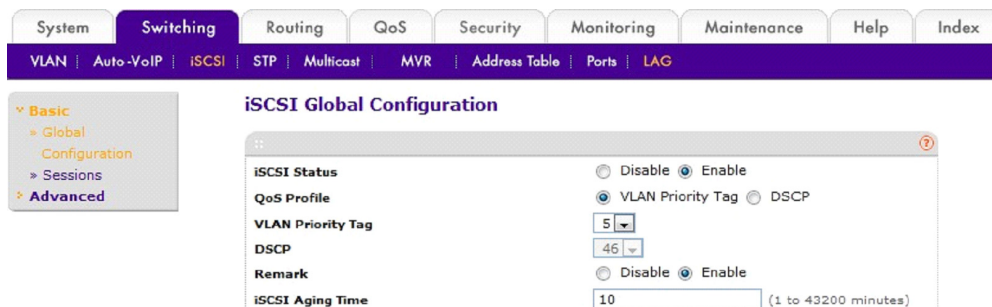 System Switching Routing QoS Security Monitoring Maintenance Help Index
VLAN Auto-VoIP iSCSI STP Multicast MVR Address Table Ports LAG
Basic
» Global
Configuration
» Sessions
Advanced
iSCSI Global Configuration
?
iSCSI Status Disable Enable
QoS Profile VLAN Priority Tag DSCP
VLAN Priority Tag 5
DSCP 46
Remark Disable Enable
iSCSI Aging Time 10 (1 to 43200 minutes)